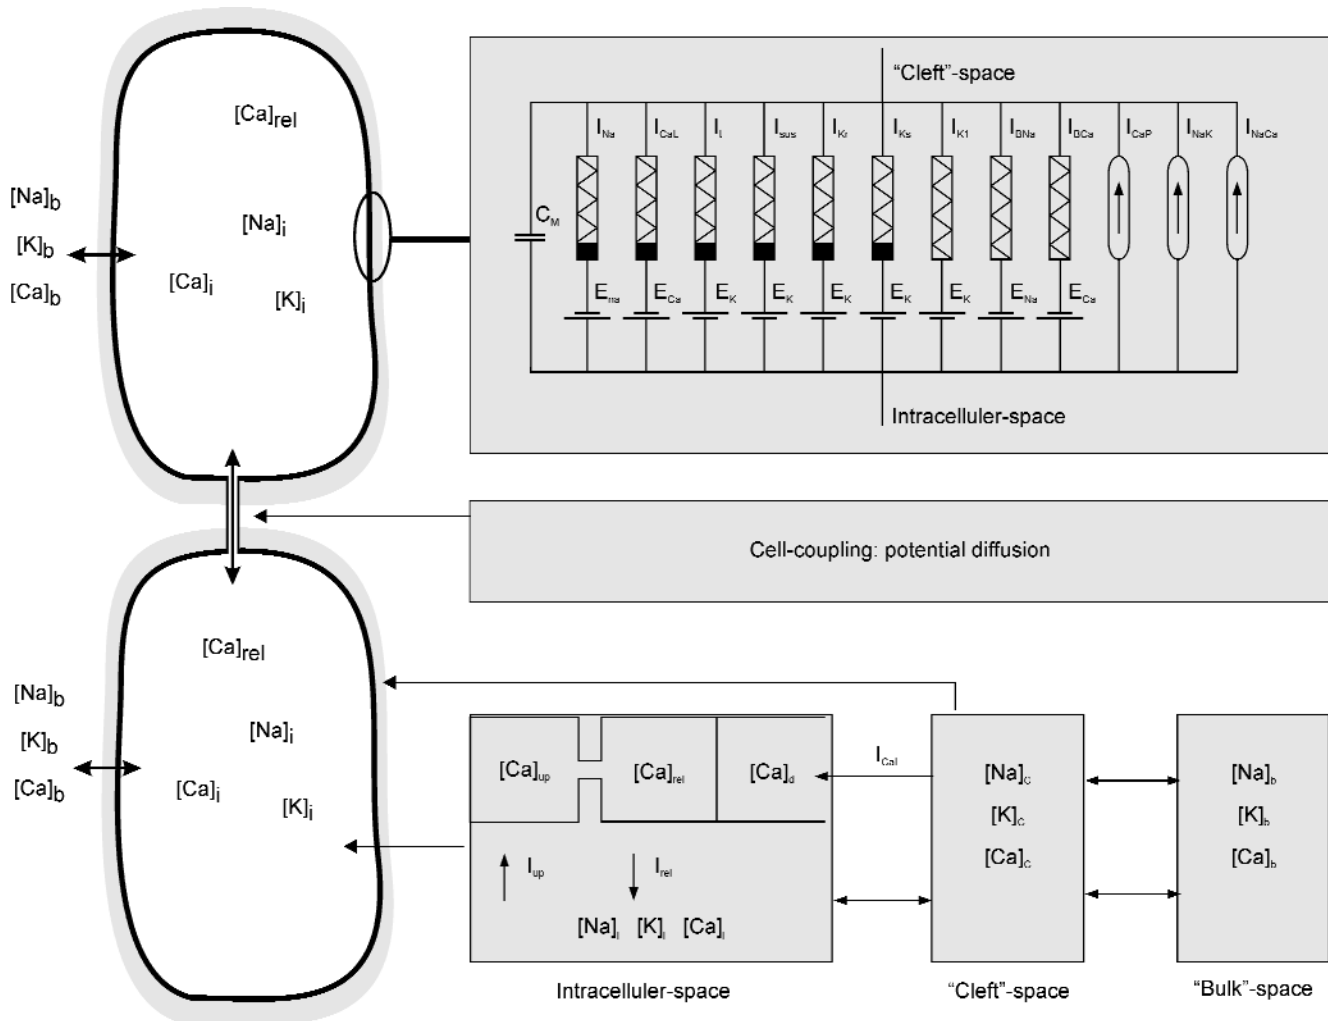 [Ca]rel
[Na]b
[K]b
[Ca]b
[Na]i
[Ca]i
[K]i
"Cleft"-space
INa ICaL It Isus IKr IKs IK1 IBNa IBCa ICaP INaK INaCa
CM
Ena ECa EK EK EK EK EK ENa ECa
Intracelluler-space
Cell-coupling: potential diffusion
[Ca]rel
[Na]b
[K]b
[Ca]b
[Na]i
[Ca]i
[K]i
[Ca]up [Ca]rel [Ca]d
ICal
Iup Irel
[Na]i [K]i [Ca]i
[Na]c
[K]c
[Ca]c
[Na]b
[K]b
[Ca]b
Intracelluler-space
"Cleft"-space
"Bulk"-space